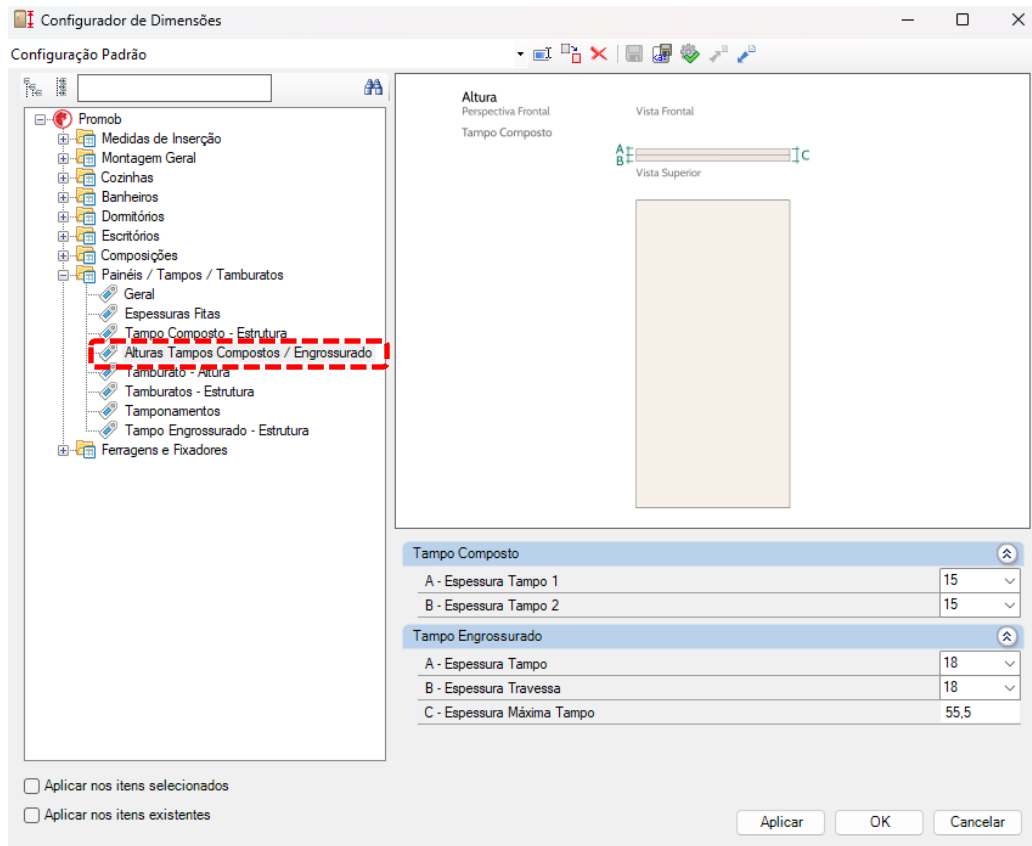 Configurador de Dimensões
Configuração Padrão
Promob
Medidas de Inserção
Montagem Geral
Cozinhas
Banheiros
Domitórios
Escritórios
Composições
Painéis / Tampos / Tamburatos
Geral
Espessuras Fitas
Tampo Composto - Estrutura
Alturas Tampos Compostos / Engrossurado
Tamburato - Altura
Tamburatos - Estrutura
Tamponamentos
Tampo Engrossurado - Estrutura
Ferragens e Fixadores
Altura
Perspectiva Frontal
Vista Frontal
Tampo Composto
A
B
C
Vista Superior
Tampo Composto
A - Espessura Tampo 1 15
B - Espessura Tampo 2 15
Tampo Engrossurado
A - Espessura Tampo 18
B - Espessura Travessa 18
C - Espessura Máxima Tampo 55,5
Aplicar nos itens selecionados
Aplicar nos itens existentes
Aplicar OK Cancelar